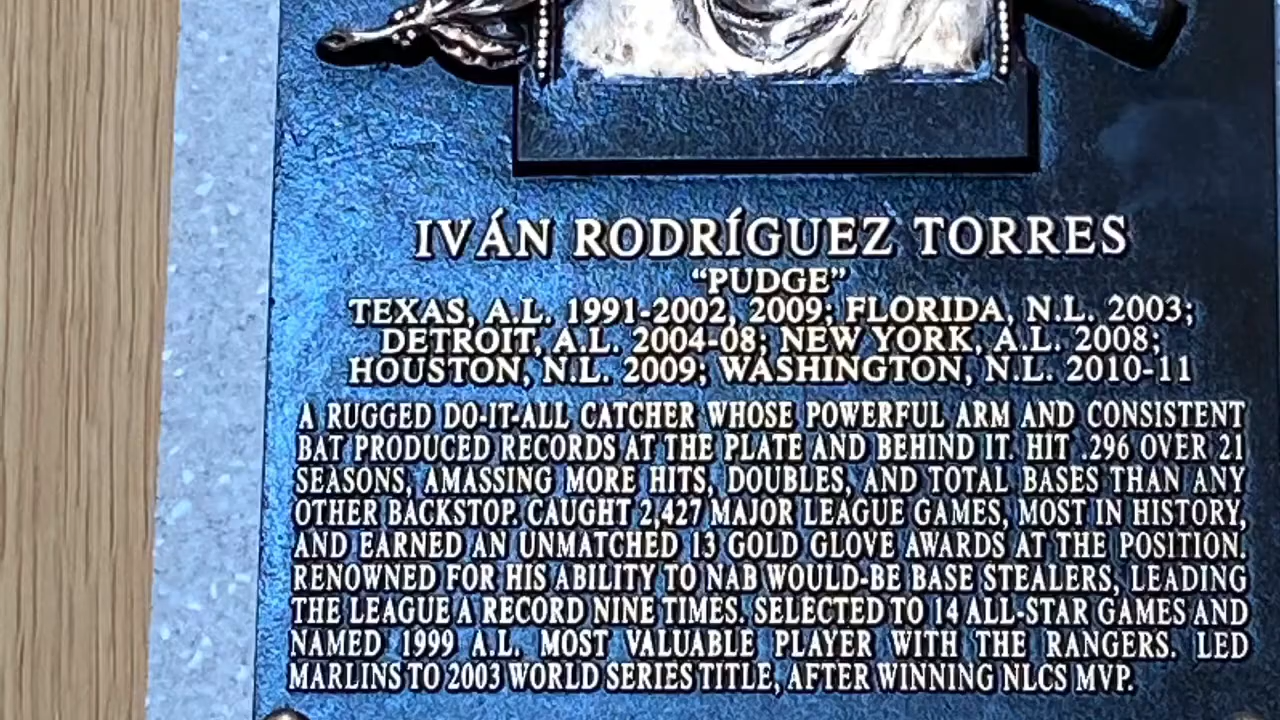 IVÁN RODRÍGUEZ TORRES
“PUDGE”
TEXAS, A.L. 1991-2002, 2009; FLORIDA, N.L. 2003;
DETROIT, A.L. 2004-08; NEW YORK, A.L. 2008;
HOUSTON, N.L. 2009; WASHINGTON, N.L. 2010-11
A RUGGED DO-IT-ALL CATCHER WHOSE POWERFUL ARM AND CONSISTENT
BAT PRODUCED RECORDS AT THE PLATE AND BEHIND IT. HIT .296 OVER 21
SEASONS, AMASSING MORE HITS, DOUBLES, AND TOTAL BASES THAN ANY
OTHER BACKSTOP. CAUGHT 2,427 MAJOR LEAGUE GAMES, MOST IN HISTORY,
AND EARNED AN UNMATCHED 13 GOLD GLOVE AWARDS AT THE POSITION.
RENOWNED FOR HIS ABILITY TO NAB WOULD-BE BASE STEALERS, LEADING
THE LEAGUE A RECORD NINE TIMES. SELECTED TO 14 ALL-STAR GAMES AND
NAMED 1999 A.L. MOST VALUABLE PLAYER WITH THE RANGERS. LED
MARLINS TO 2003 WORLD SERIES TITLE, AFTER WINNING NLCS MVP.